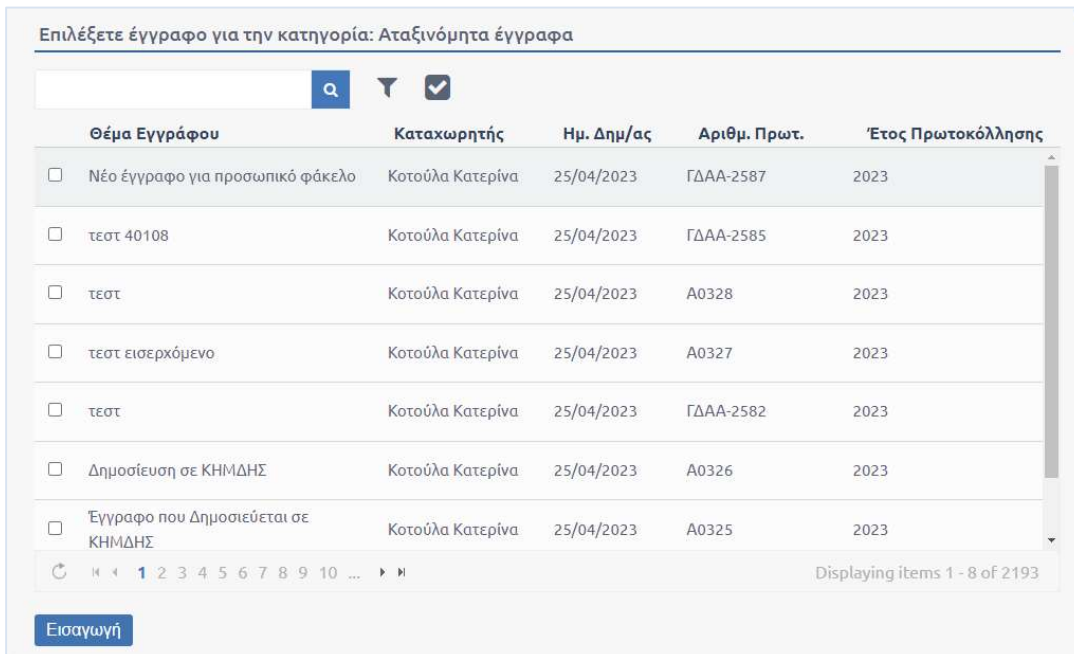 Επιλέξετε έγγραφο για την κατηγορία: Αταξινόμητα έγγραφα
Θέμα Εγγράφου Καταχωρητής Ημ. Δημ/ας Αριθμ. Πρωτ. Έτος Πρωτοκόλλησης
Νέο έγγραφο για προσωπικό φάκελο Κοτούλα Κατερίνα 25/04/2023 ΓΔΑΑ-2587 2023
τεστ 40108 Κοτούλα Κατερίνα 25/04/2023 ΓΔΑΑ-2585 2023
τεστ Κοτούλα Κατερίνα 25/04/2023 Α0328 2023
τεστ εισερχόμενο Κοτούλα Κατερίνα 25/04/2023 Α0327 2023
τεστ Κοτούλα Κατερίνα 25/04/2023 ΓΔΑΑ-2582 2023
Δημοσίευση σε ΚΗΜΔΗΣ Κοτούλα Κατερίνα 25/04/2023 Α0326 2023
Έγγραφο που Δημοσιεύεται σε
ΚΗΜΔΗΣ Κοτούλα Κατερίνα 25/04/2023 Α0325 2023
1 2 3 4 5 6 7 8 9 10 ... Displaying items 1 - 8 of 2193
Εισαγωγή